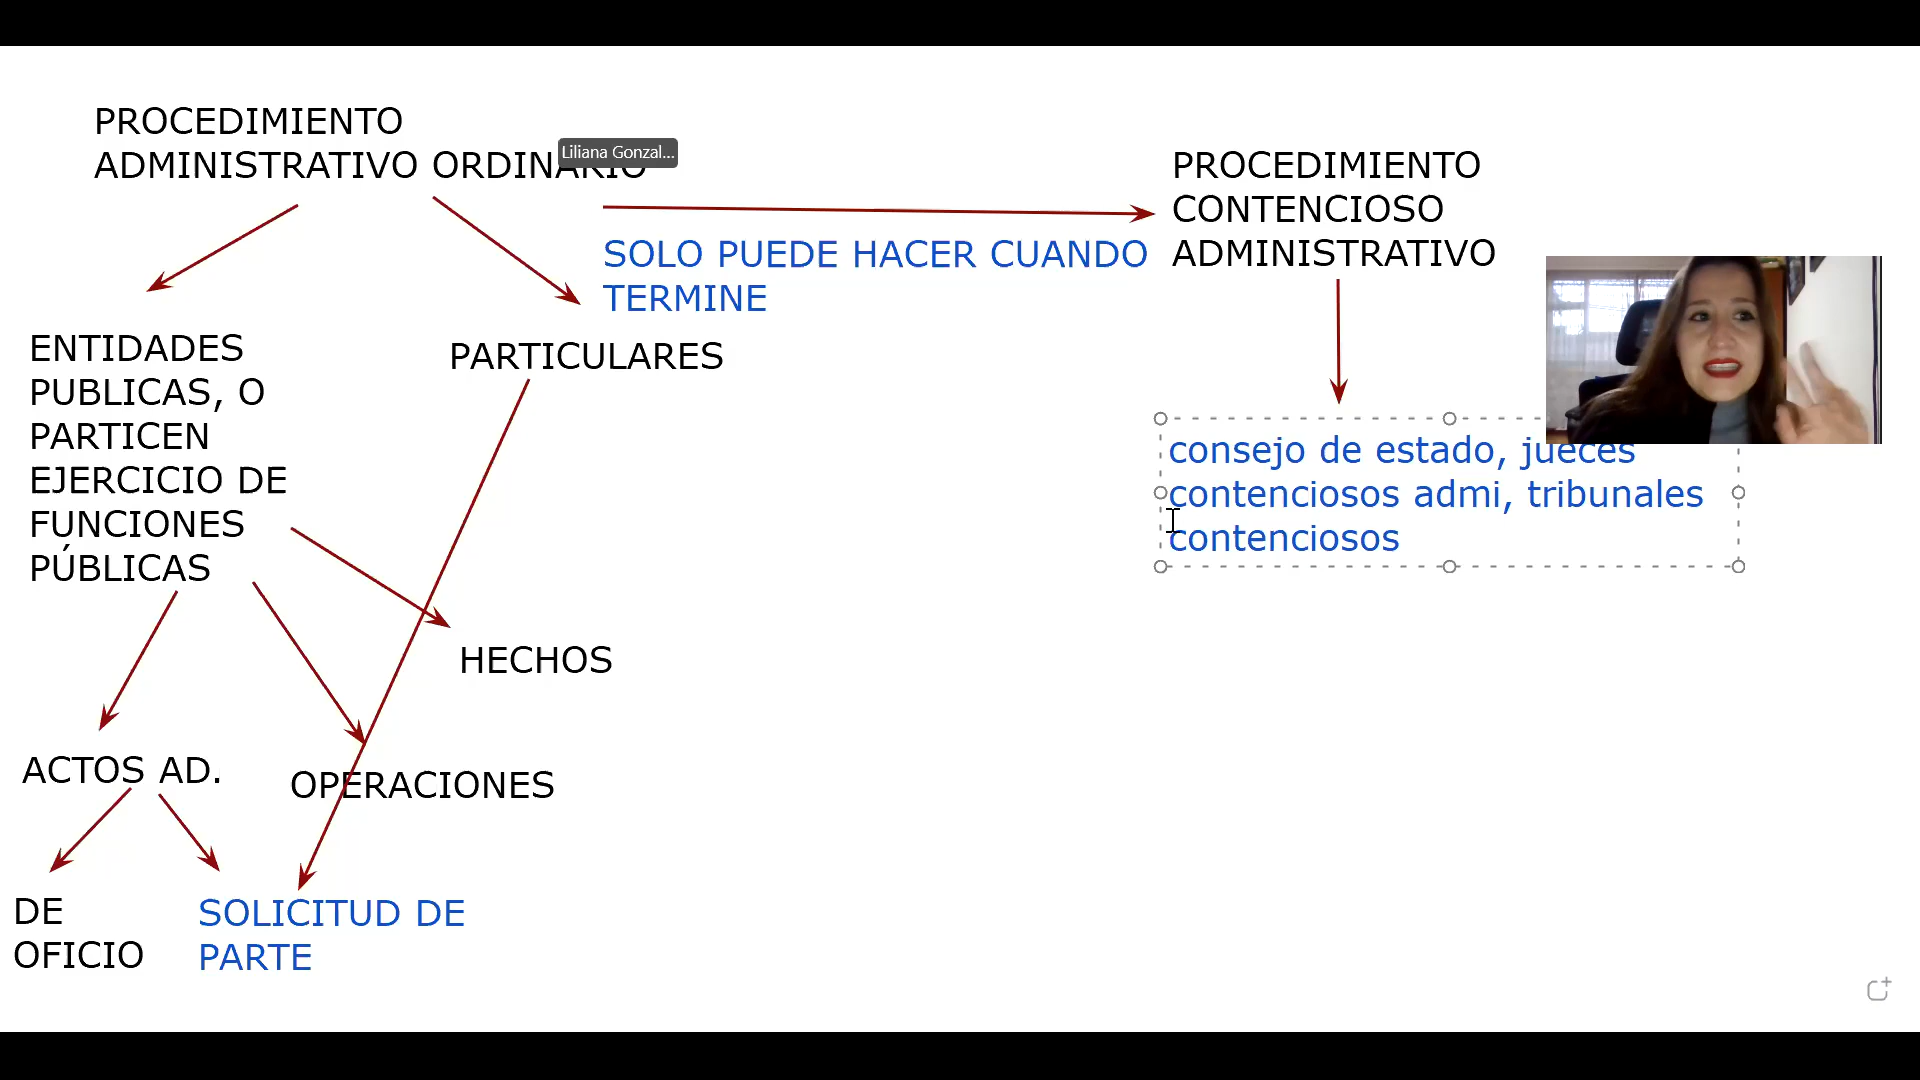 PROCEDIMIENTO
ADMINISTRATIVO ORDINARIO
Liliana Gonzal...
SOLO PUEDE HACER CUANDO
TERMINE
PROCEDIMIENTO
CONTENCIOSO
ADMINISTRATIVO
ENTIDADES
PUBLICAS, O
PARTICEN
EJERCICIO DE
FUNCIONES
PÚBLICAS
PARTICULARES
consejo de estado, jueces
contenciosos admi, tribunales
contenciosos
HECHOS
ACTOS AD.
OPERACIONES
DE
OFICIO
SOLICITUD DE
PARTE